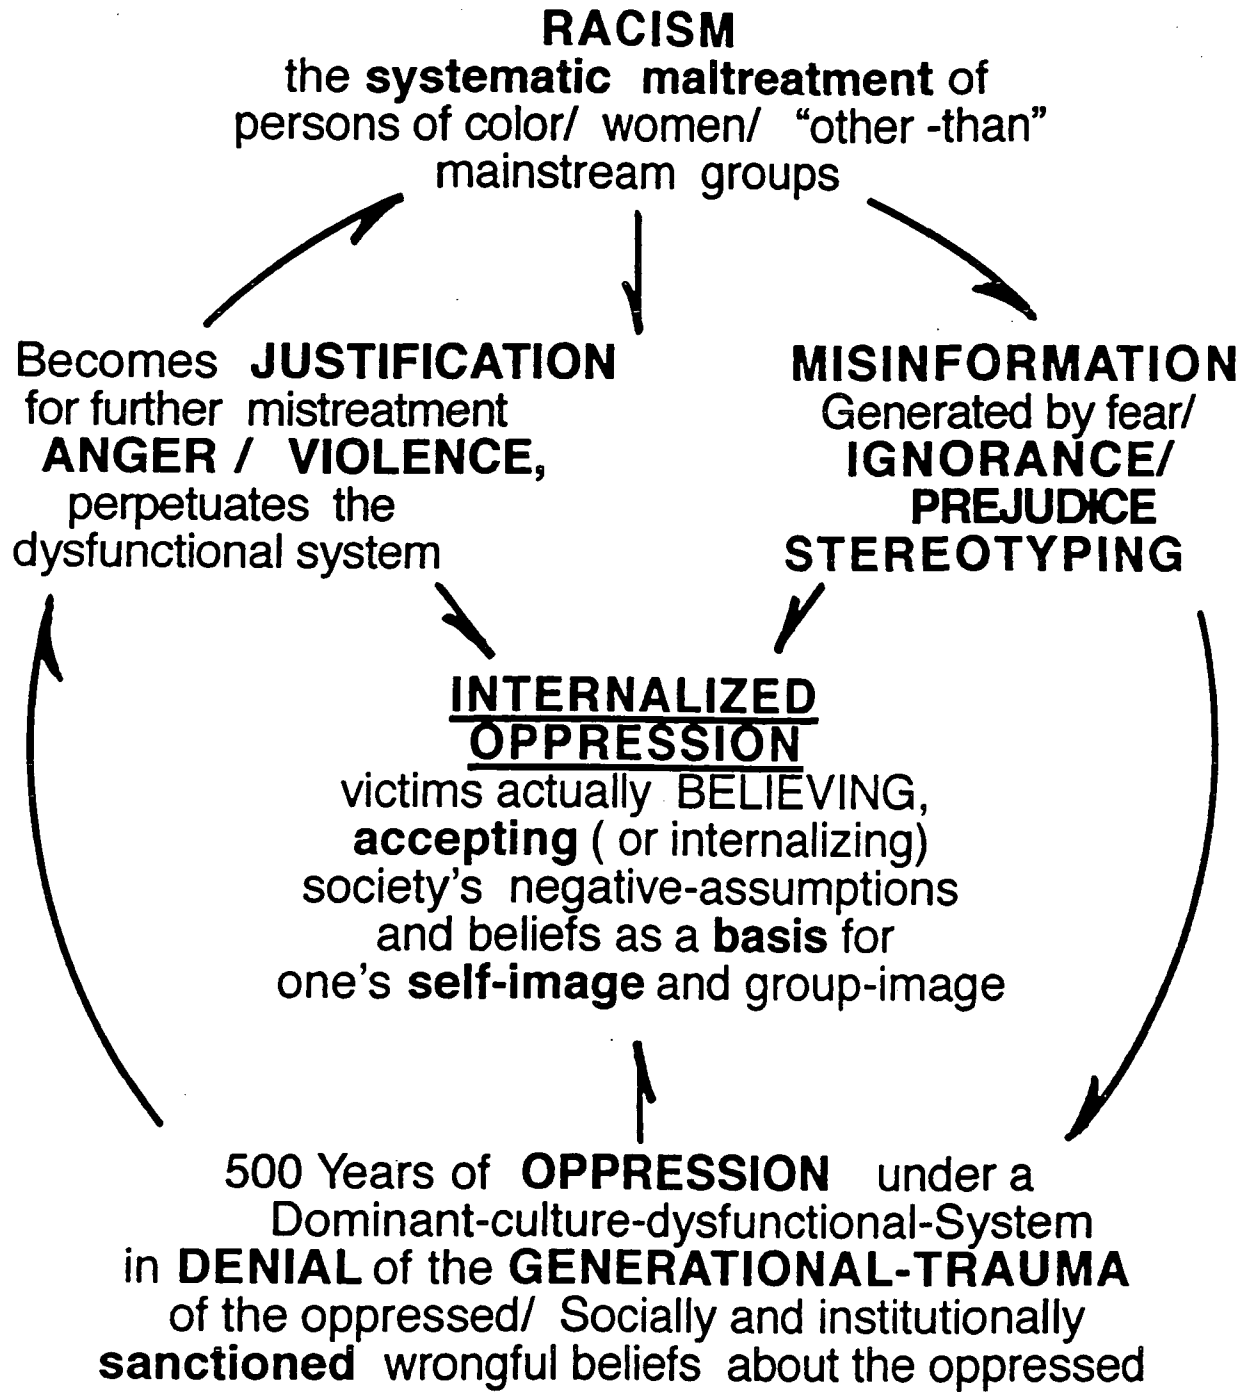 RACISM
the systematic maltreatment of
persons of color/ women/ “other -than”
mainstream groups
Becomes JUSTIFICATION
for further mistreatment
ANGER / VIOLENCE,
perpetuates the
dysfunctional system
MISINFORMATION
Generated by fear/
IGNORANCE/
PREJUDICE
STEREOTYPING
INTERNALIZED
OPPRESSION
victims actually BELIEVING,
accepting ( or internalizing)
society's negative-assumptions
and beliefs as a basis for
one's self-image and group-image
500 Years of OPPRESSION under a
Dominant-culture-dysfunctional-System
in DENIAL of the GENERATIONAL-TRAUMA
of the oppressed/ Socially and institutionally
sanctioned wrongful beliefs about the oppressed